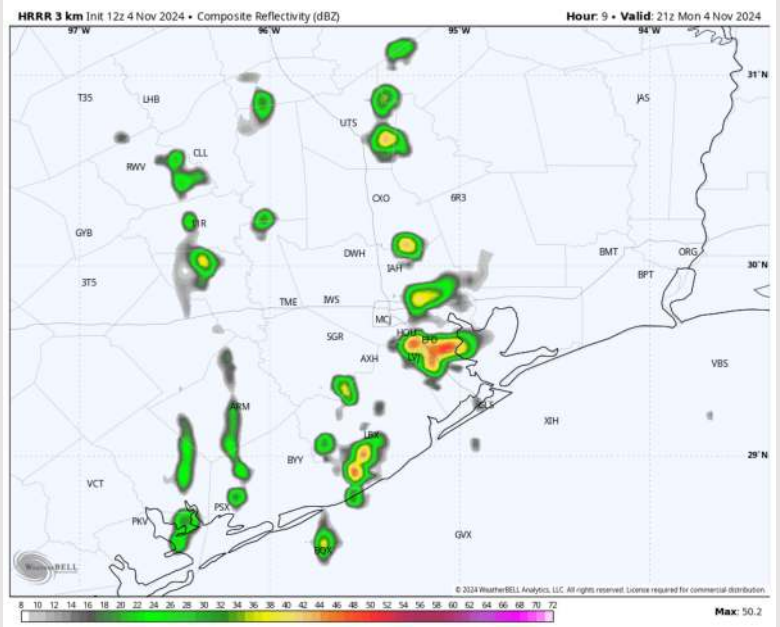 HRRR 3 km Init 12z 4 Nov 2024 • Composite Reflectivity (dBZ) Hour: 9 • Valid: 21z Mon 4 Nov 2024
97°W 96°W 95°W 94°W
31°N
T35 LHB JAS
UTS
CLL
RWV
CXO 6R3
11R
GYB
DWH BMT ORG
IAH 30°N
3T5 BPT
TME IWS
MCJ
SGR HOU EFD
AXH LVJ VBS
ARM GLS
XIH
LBX
BYY 29°N
VCT
PSX
PKV
GVX
BQX
WeatherBELL
© 2024 WeatherBELL Analytics, LLC. All rights reserved. License required for commercial distribution.
8 10 12 14 16 18 20 22 24 26 28 30 32 34 36 38 40 42 44 46 48 50 52 54 56 58 60 62 64 66 68 70 72 Max: 50.2